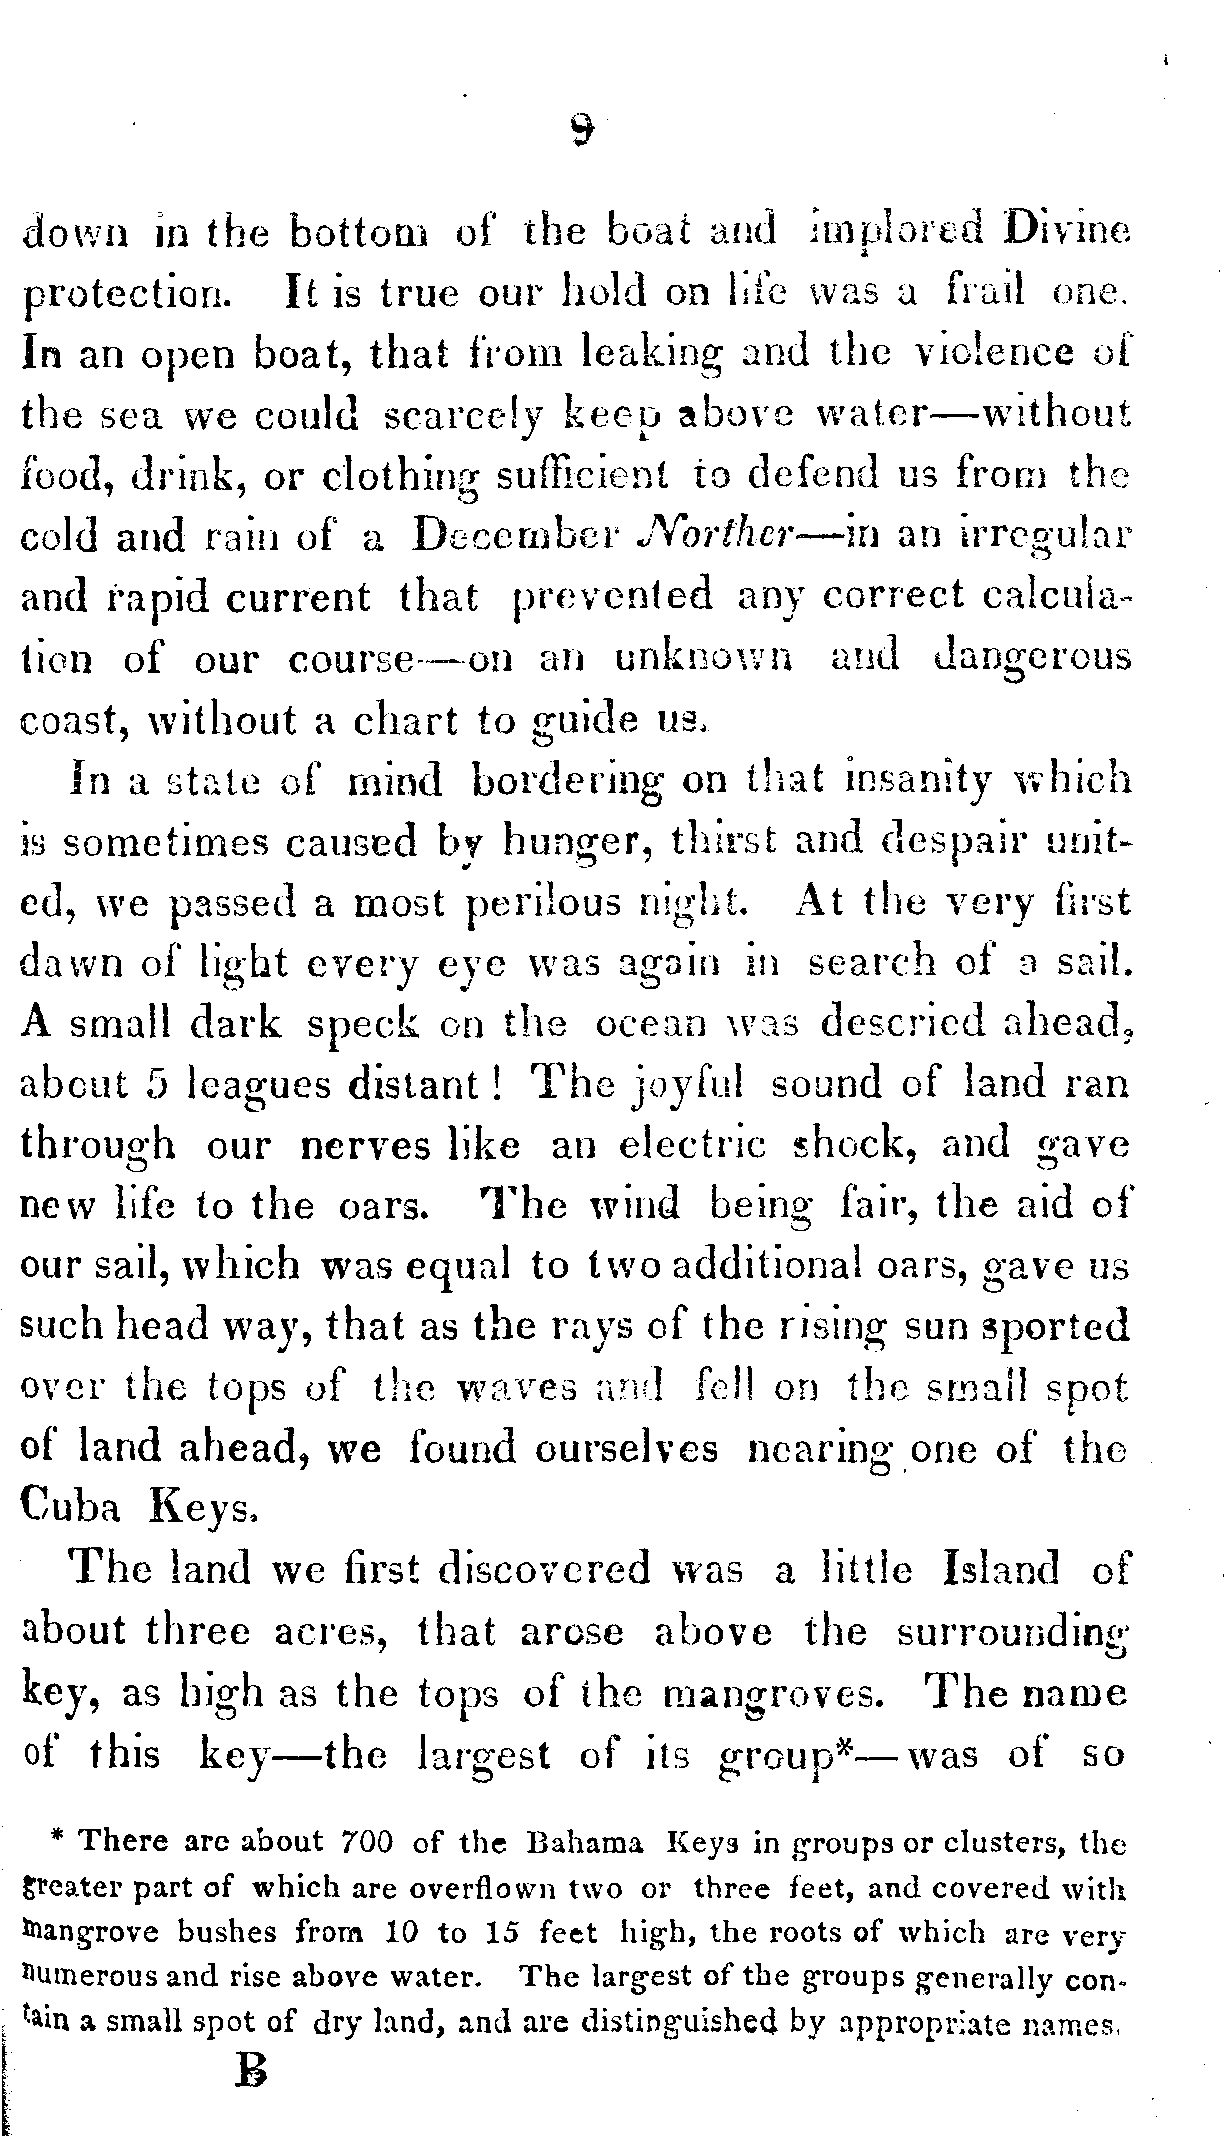 9
down in the bottom of the boat and implored Divine
protection. It is true our hold on life was a frail one.
In an open boat, that from leaking and the violence of
the sea we could scarcely keep above water—without
food, drink, or clothing sufficient to defend us from the
cold and rain of a December Norther—in an irregular
and rapid current that prevented any correct calcula-
tion of our course—on an unknown and dangerous
coast, without a chart to guide us.
In a state of mind bordering on that insanity which
is sometimes caused by hunger, thirst and despair unit-
ed, we passed a most perilous night. At the very first
dawn of light every eye was again in search of a sail.
A small dark speck on the ocean was descried ahead,
about 5 leagues distant! The joyful sound of land ran
through our nerves like an electric shock, and gave
new life to the oars. The wind being fair, the aid of
our sail, which was equal to two additional oars, gave us
such head way, that as the rays of the rising sun sported
over the tops of the waves and fell on the small spot
of land ahead, we found ourselves nearing one of the
Cuba Keys.
The land we first discovered was a little Island of
about three acres, that arose above the surrounding
key, as high as the tops of the mangroves. The name
of this key—the largest of its group*—was of so
* There are about 700 of the Bahama Keys in groups or clusters, the
greater part of which are overflown two or three feet, and covered with
mangrove bushes from 10 to 15 feet high, the roots of which are very
numerous and rise above water. The largest of the groups generally con-
tain a small spot of dry land, and are distinguished by appropriate names.
B